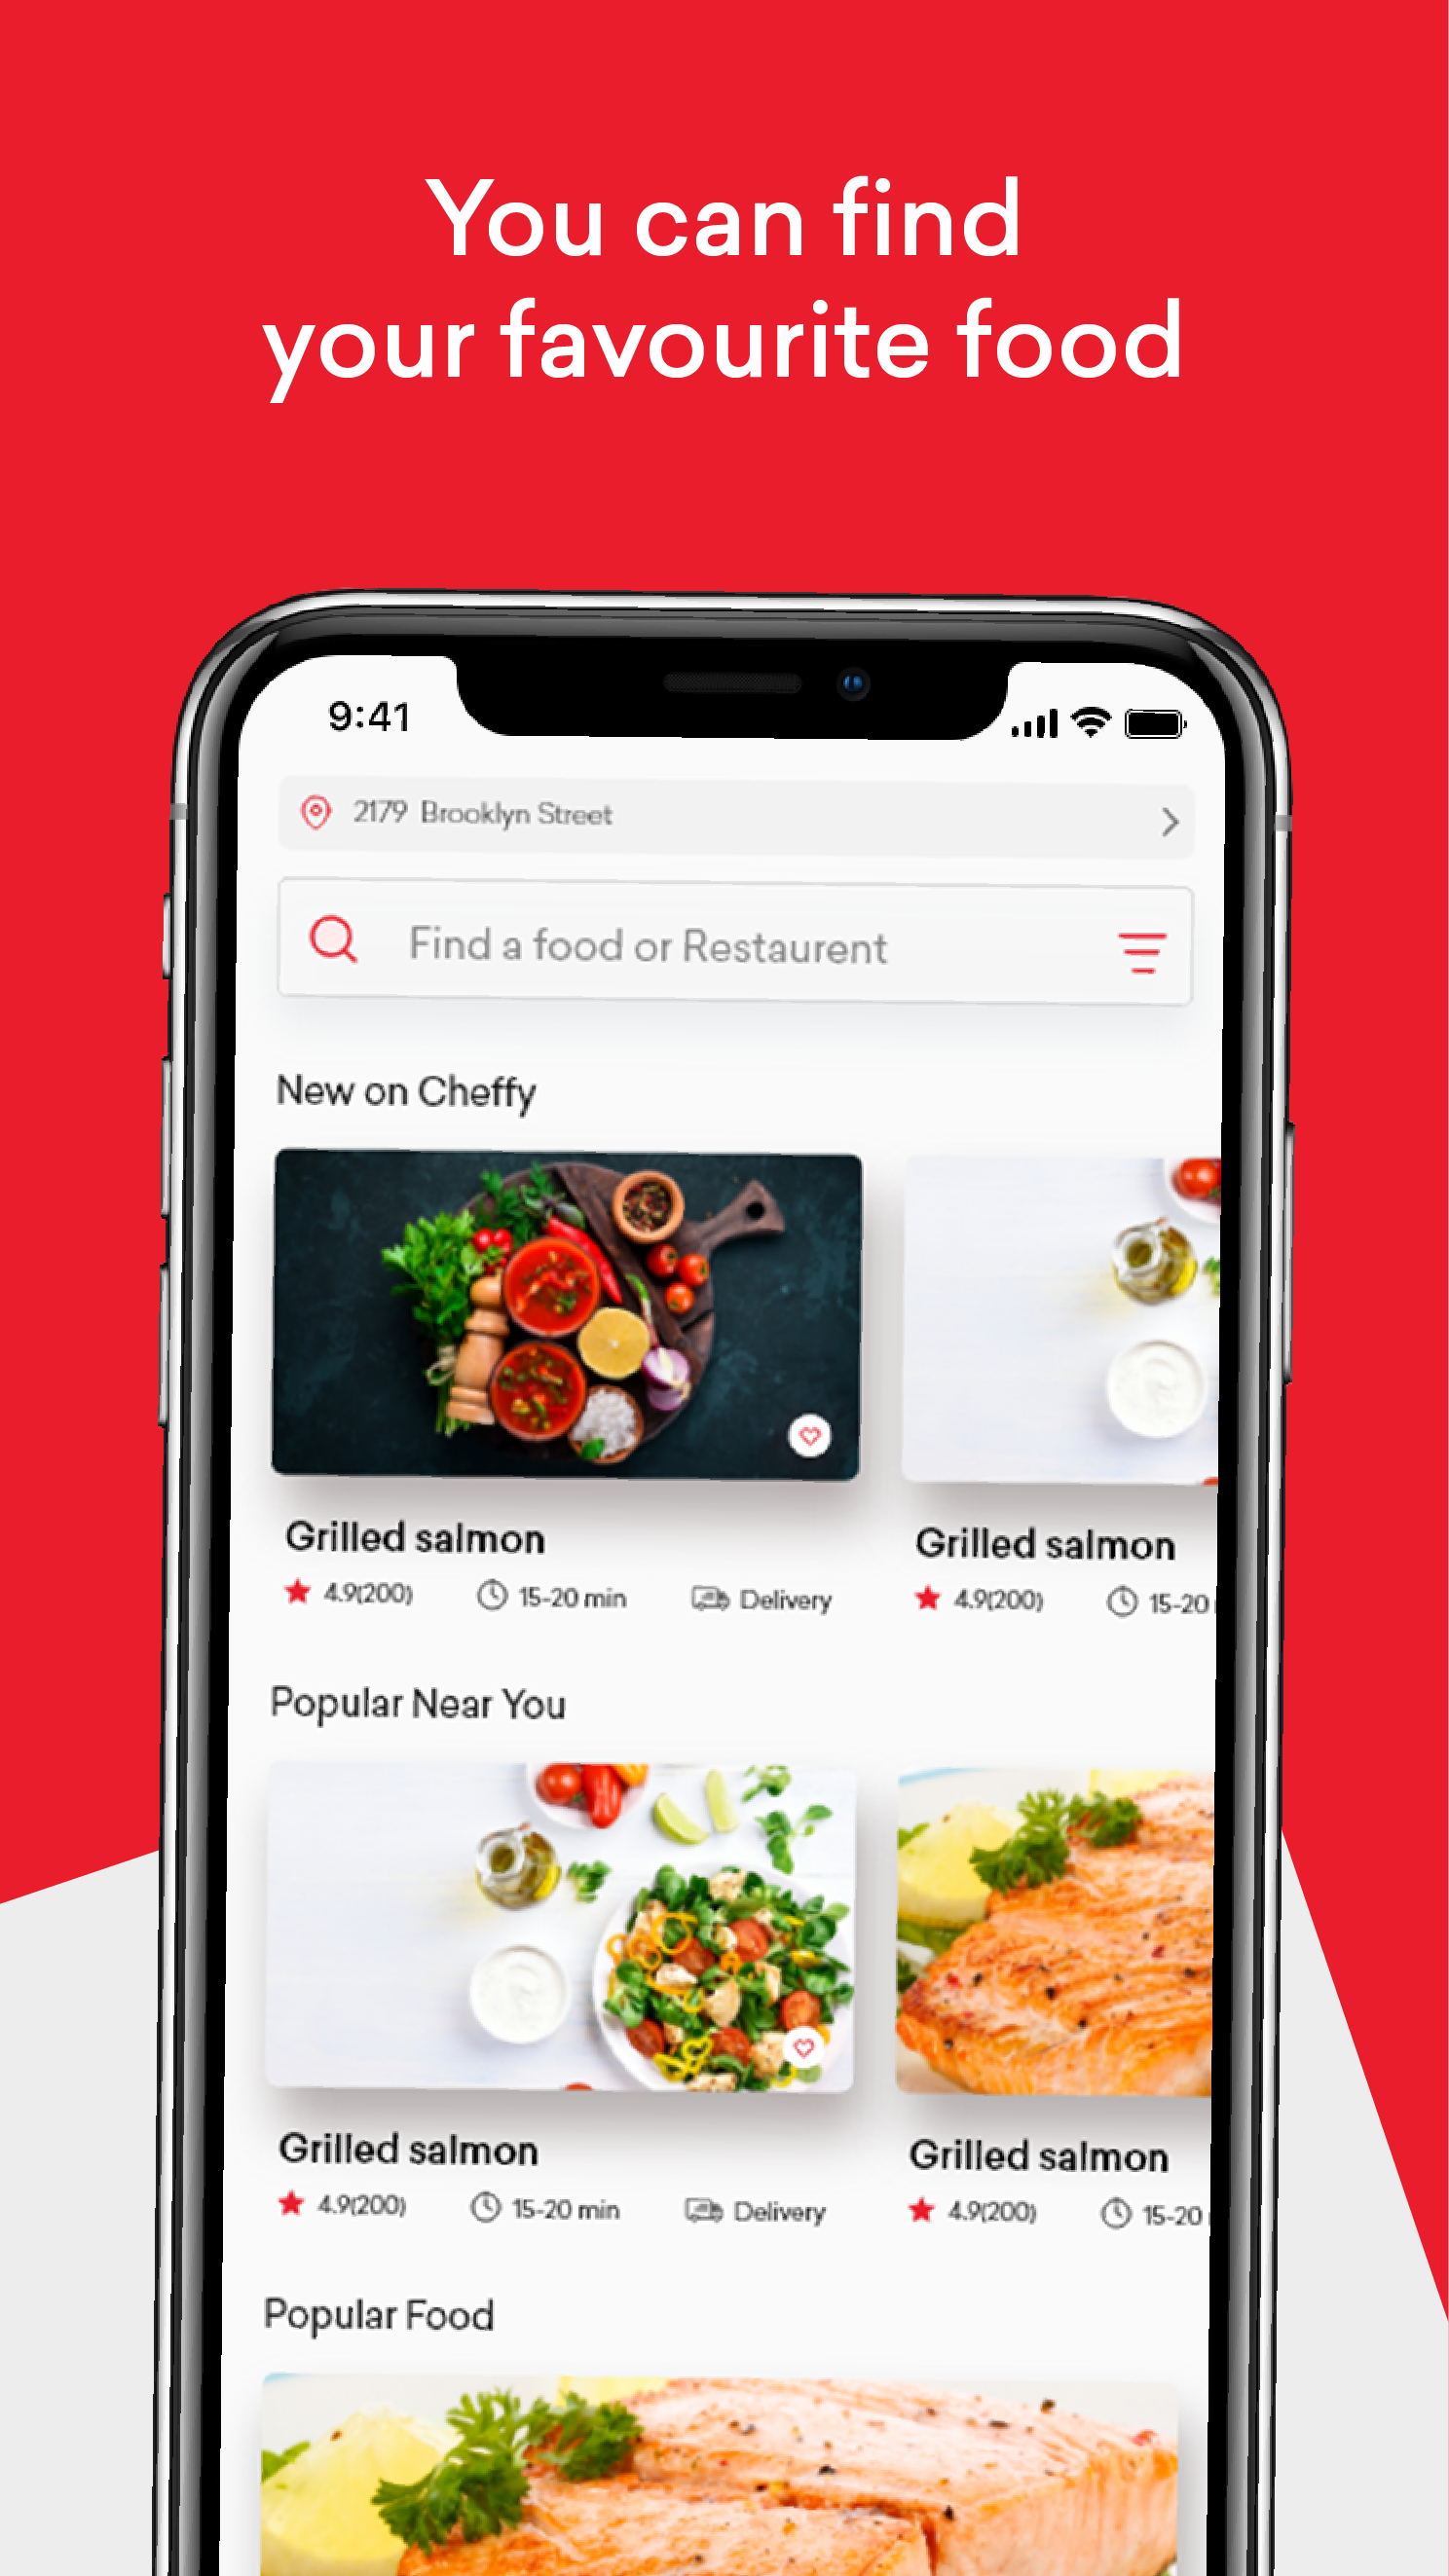 You can find
your favourite food
9:41
2179 Brooklyn Street
Find a food or Restaurent
New on Cheffy
Grilled salmon
4.9(200) 15-20 min Delivery
Grilled salmon
4.9(200) 15-20
Popular Near You
Grilled salmon
4.9(200) 15-20 min Delivery
Grilled salmon
4.9(200) 15-20
Popular Food